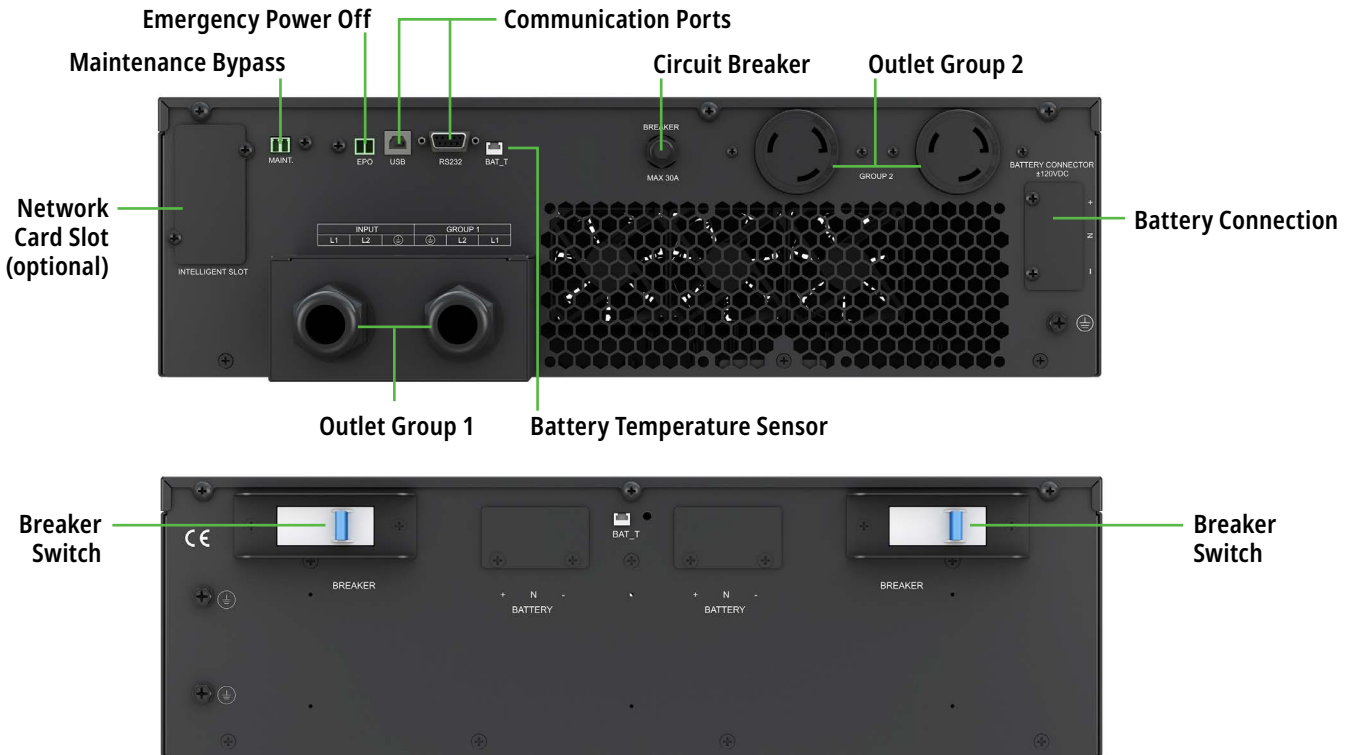 Emergency Power Off
Communication Ports
Maintenance Bypass
Circuit Breaker
Outlet Group 2
BREAKER
MAINT.
EPO
USB
RS232
BAT_T
MAX 30A
GROUP 2
BATTERY CONNECTOR
±120VDC
+
N
-
Network
Card Slot
(optional)
Battery Connection
INPUT
GROUP 1
L1
L2
L2
L1
INTELLIGENT SLOT
Outlet Group 1
Battery Temperature Sensor
Breaker
Switch
Breaker
Switch
CE
BAT_T
BREAKER
BREAKER
+ N -
BATTERY
+ N -
BATTERY